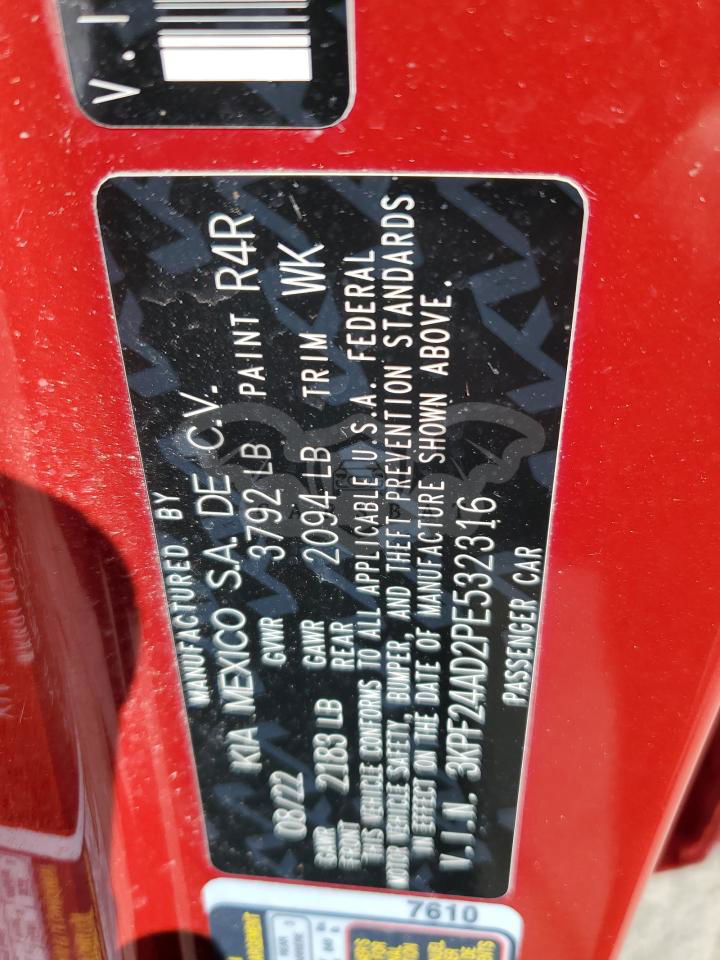 V.I
MANUFACTURED BY
KIA MEXICO S.A. DE C.V.
08/22 GVWR 3792 LB PAINT R4R
GAWR FRONT 2183 LB GAWR REAR 2094 LB TRIM WK
THIS VEHICLE CONFORMS TO ALL APPLICABLE U.S.A. FEDERAL
MOTOR VEHICLE SAFETY, BUMPER, AND THEFT PREVENTION STANDARDS
IN EFFECT ON THE DATE OF MANUFACTURE SHOWN ABOVE.
V.I.N. 3KPF24AD2PE532316
PASSENGER CAR
7610